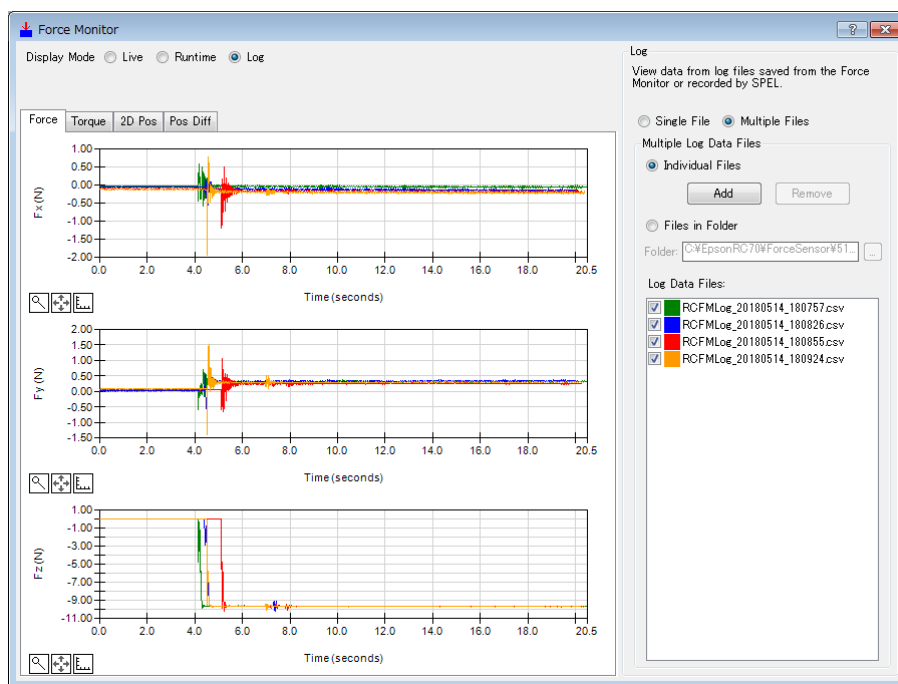 Force Monitor
Display Mode Live Runtime Log
Force Torque 2D Pos Pos Diff
1.00
0.50
0.00
-0.50
-1.00
-1.50
-2.00
Fx (N)
0.0 2.0 4.0 6.0 8.0 10.0 12.0 14.0 16.0 18.0 20.5
Time (seconds)
2.00
1.50
1.00
0.50
0.00
-0.50
-1.00
-1.50
Fy (N)
0.0 2.0 4.0 6.0 8.0 10.0 12.0 14.0 16.0 18.0 20.5
Time (seconds)
1.00
-1.00
-3.00
-5.00
-7.00
-9.00
-11.00
Fz (N)
0.0 2.0 4.0 6.0 8.0 10.0 12.0 14.0 16.0 18.0 20.5
Time (seconds)
Log
View data from log files saved from the Force
Monitor or recorded by SPEL.
Single File Multiple Files
Multiple Log Data Files
Individual Files
Add Remove
Files in Folder
Folder: C:¥EpsonRC70¥ForceSensor¥51... ...
Log Data Files:
RCFMLog_20180514_180757.csv
RCFMLog_20180514_180826.csv
RCFMLog_20180514_180855.csv
RCFMLog_20180514_180924.csv